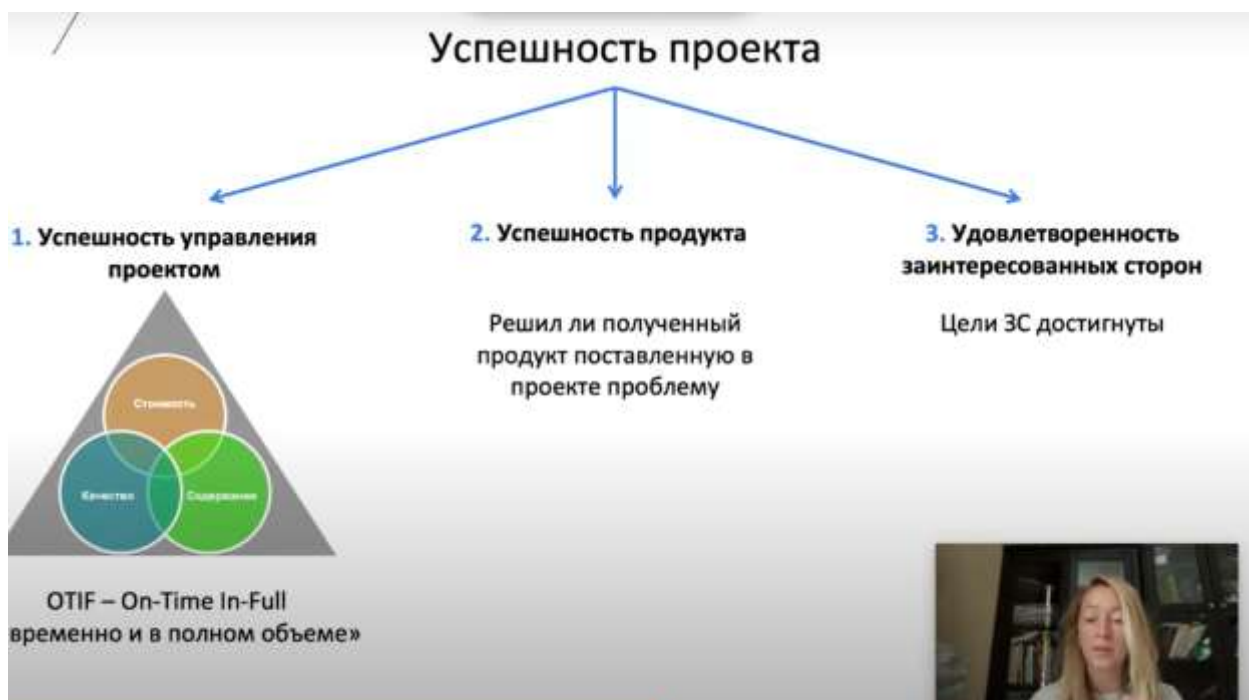 Успешность проекта
1. Успешность управления
проектом
Стоимость
Качество
Содержание
OTIF – On-Time In-Full
временно и в полном объеме»
2. Успешность продукта
Решил ли полученный
продукт поставленную в
проекте проблему
3. Удовлетворенность
заинтересованных сторон
Цели ЗС достигнуты